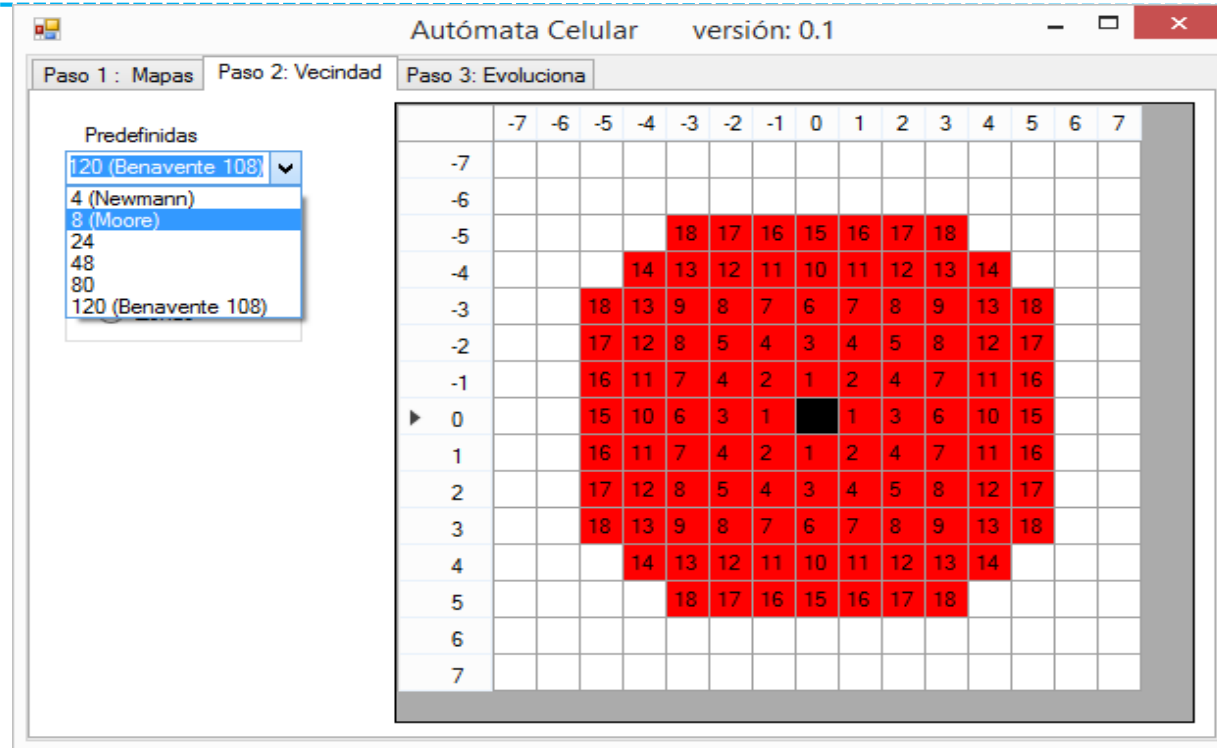 Autómata Celular versión: 0.1
Paso 1 : Mapas Paso 2: Vecindad Paso 3: Evoluciona
Predefinidas
120 (Benavente 108)
4 (Newmann)
8 (Moore)
24
48
80
120 (Benavente 108)
-7 -6 -5 -4 -3 -2 -1 0 1 2 3 4 5 6 7
-7
-6
-5 18 17 16 15 16 17 18
-4 14 13 12 11 10 11 12 13 14
-3 18 13 9 8 7 6 7 8 9 13 18
-2 17 12 8 5 4 3 4 5 8 12 17
-1 16 11 7 4 2 1 2 4 7 11 16
0 15 10 6 3 1 1 3 6 10 15
1 16 11 7 4 2 1 2 4 7 11 16
2 17 12 8 5 4 3 4 5 8 12 17
3 18 13 9 8 7 6 7 8 9 13 18
4 14 13 12 11 10 11 12 13 14
5 18 17 16 15 16 17 18
6
7